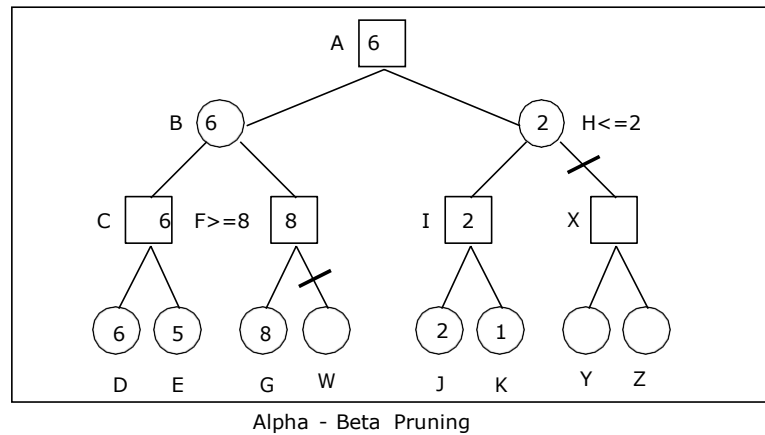 A 6
B 6 2 H<=2
C 6 F>=8 8 I 2 X
6 5 8 2 1
D E G W J K Y Z
Alpha - Beta Pruning